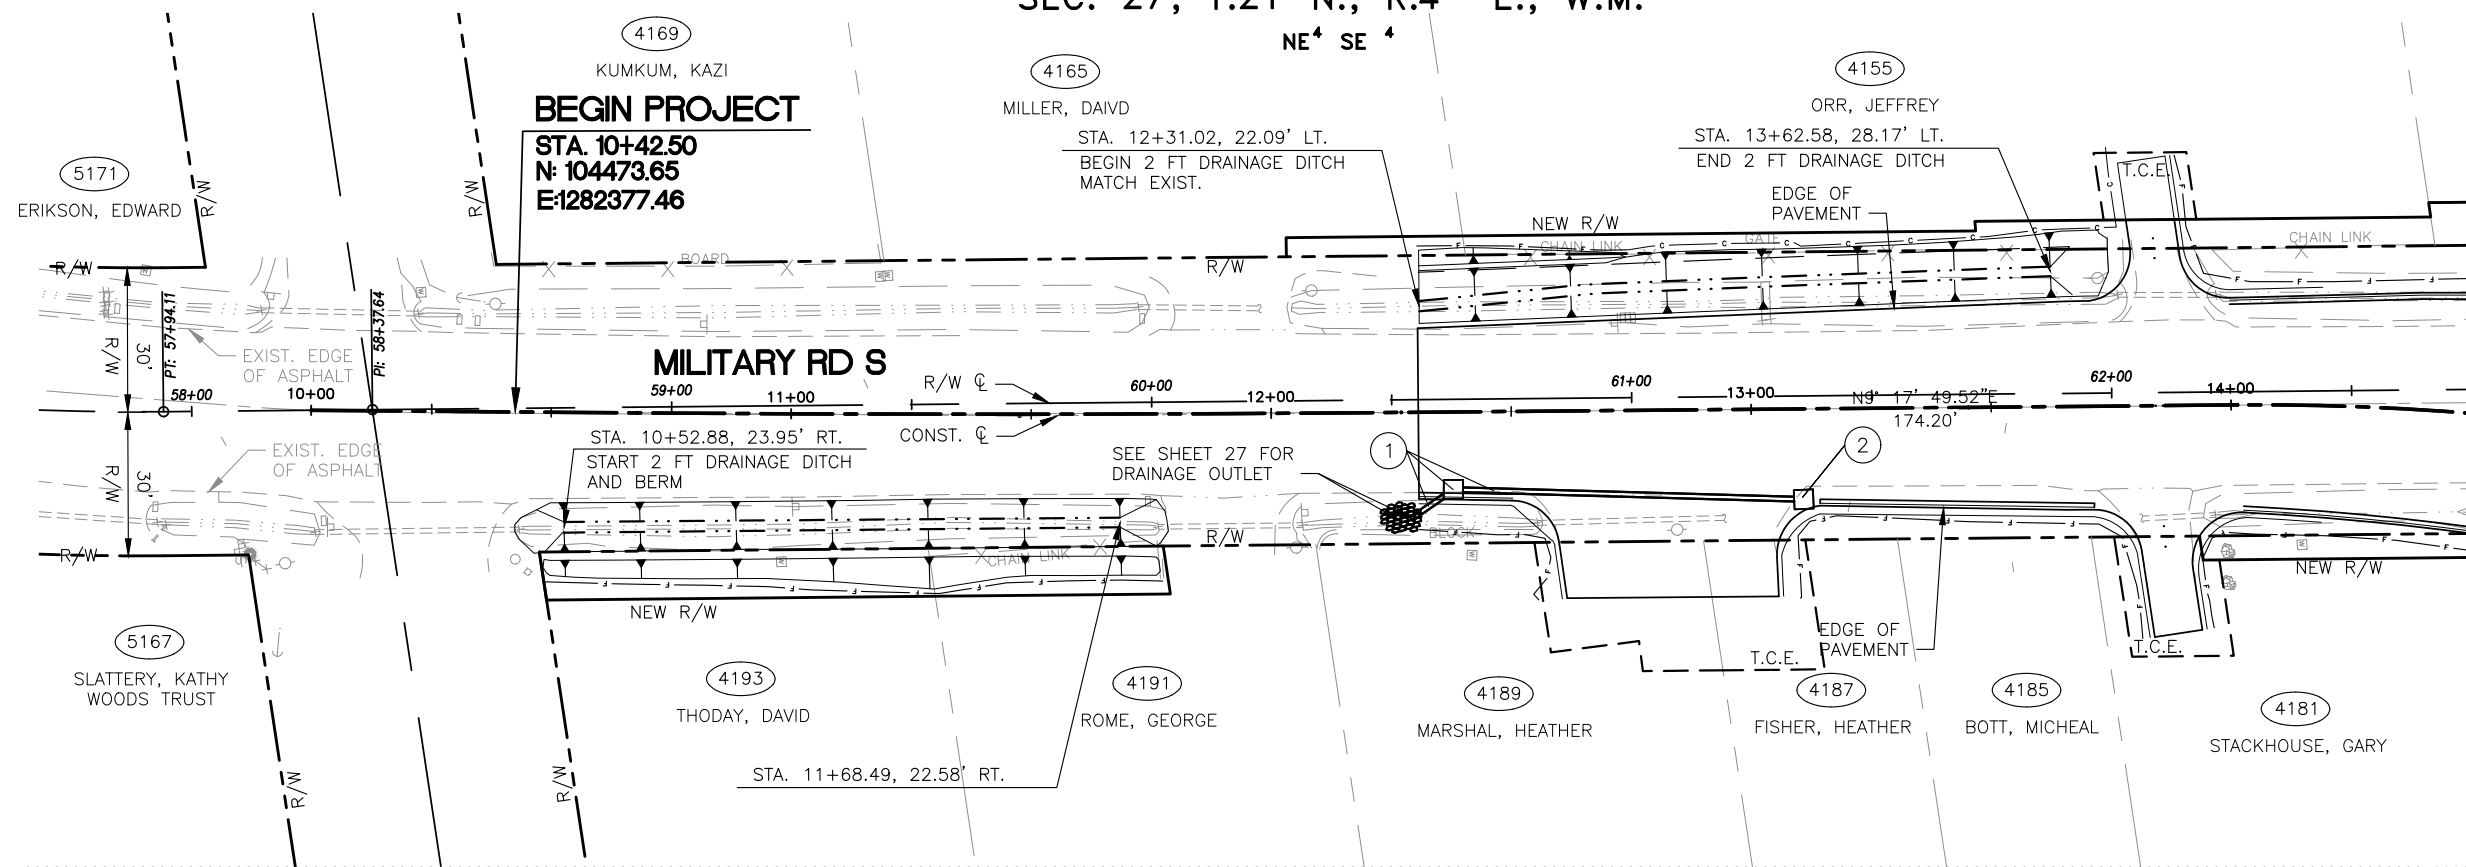 SEC. 27, T.21 N., R.4 E., W.M.
NE 4 SE 4
4169
KUMKUM, KAZI
BEGIN PROJECT
STA. 10+42.50
N: 104473.65
E:1282377.46
4165
MILLER, DAIVD
STA. 12+31.02, 22.09' LT.
BEGIN 2 FT DRAINAGE DITCH
MATCH EXIST.
4155
ORR, JEFFREY
STA. 13+62.58, 28.17' LT.
END 2 FT DRAINAGE DITCH
EDGE OF
PAVEMENT
T.C.E.
5171
ERIKSON, EDWARD
R/W
R/W
R/W
BOARD
R/W
NEW R/W
CHAIN LINK
GATE
CHAIN LINK
30'
R/W
PT: 57+94.11
PI: 58+37.64
EXIST. EDGE
OF ASPHALT
MILITARY RD S
R/W ℄
58+00
10+00
59+00
11+00
60+00
12+00
61+00
13+00
62+00
14+00
N9° 17' 49.52"E
174.20'
CONST. ℄
EXIST. EDGE
OF ASPHALT
30'
R/W
STA. 10+52.88, 23.95' RT.
START 2 FT DRAINAGE DITCH
AND BERM
SEE SHEET 27 FOR
DRAINAGE OUTLET
1
2
R/W
R/W
BLOCK
CHAIN LINK
NEW R/W
NEW R/W
EDGE OF
PAVEMENT
T.C.E.
T.C.E.
5167
SLATTERY, KATHY
WOODS TRUST
R/W
R/W
4193
THODAY, DAVID
4191
ROME, GEORGE
STA. 11+68.49, 22.58' RT.
4189
MARSHAL, HEATHER
4187
FISHER, HEATHER
4185
BOTT, MICHEAL
4181
STACKHOUSE, GARY